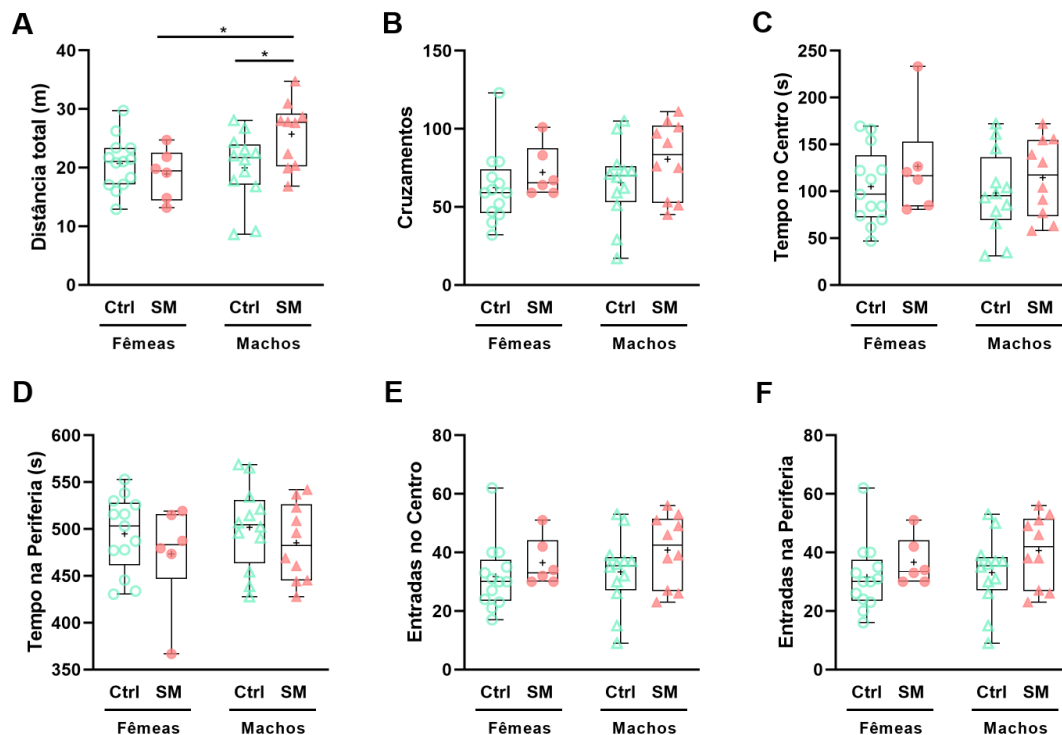 A
Distância total (m)
40
30
20
10
0
*
*
Ctrl SM Ctrl SM
Fêmeas Machos
B
Cruzamentos
150
100
50
0
Ctrl SM Ctrl SM
Fêmeas Machos
C
Tempo no Centro (s)
250
200
150
100
50
0
Ctrl SM Ctrl SM
Fêmeas Machos
D
Tempo na Periferia (s)
600
550
500
450
400
350
Ctrl SM Ctrl SM
Fêmeas Machos
E
Entradas no Centro
80
60
40
20
0
Ctrl SM Ctrl SM
Fêmeas Machos
F
Entradas na Periferia
80
60
40
20
0
Ctrl SM Ctrl SM
Fêmeas Machos